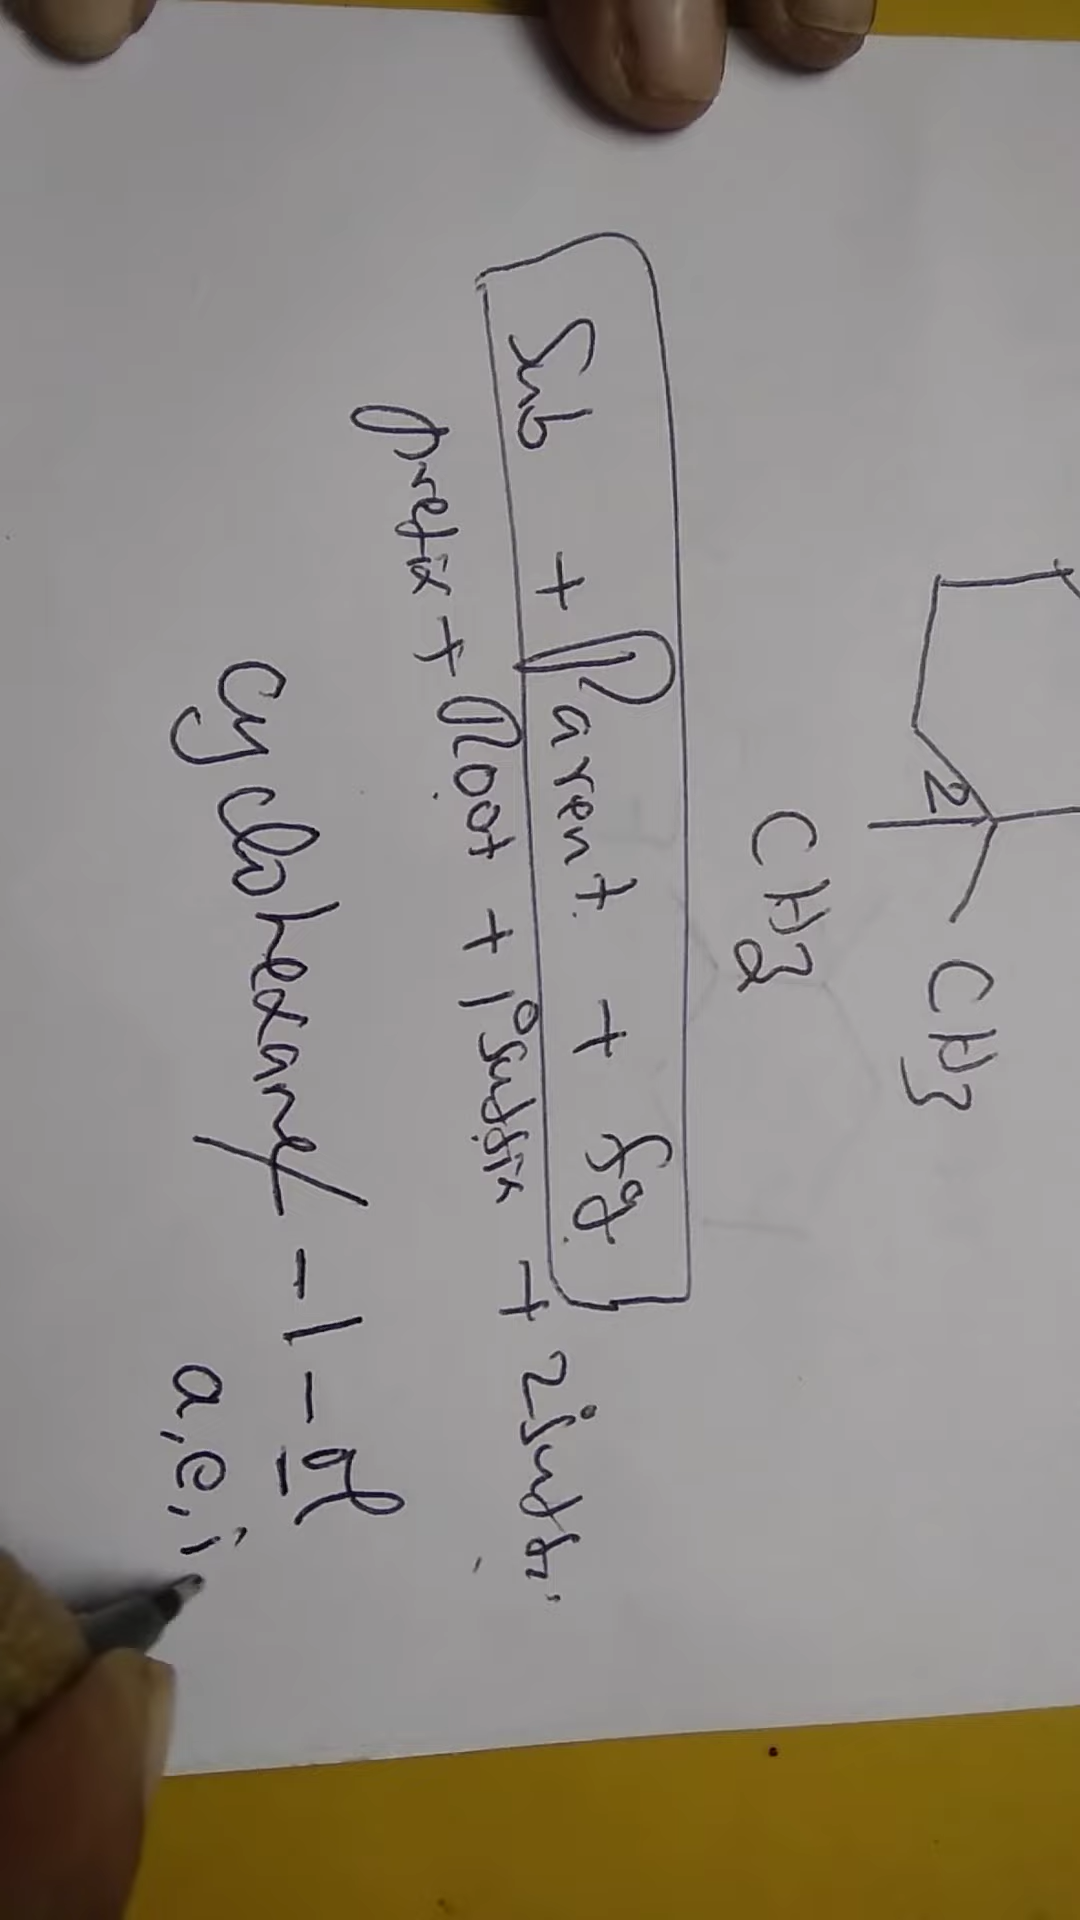 2
CH3
CH3
Sub + Parent + fg.
Prefix + Root + 1° suffix + 2° suffix
Cyclohexane - 1 - ol
a, e, i